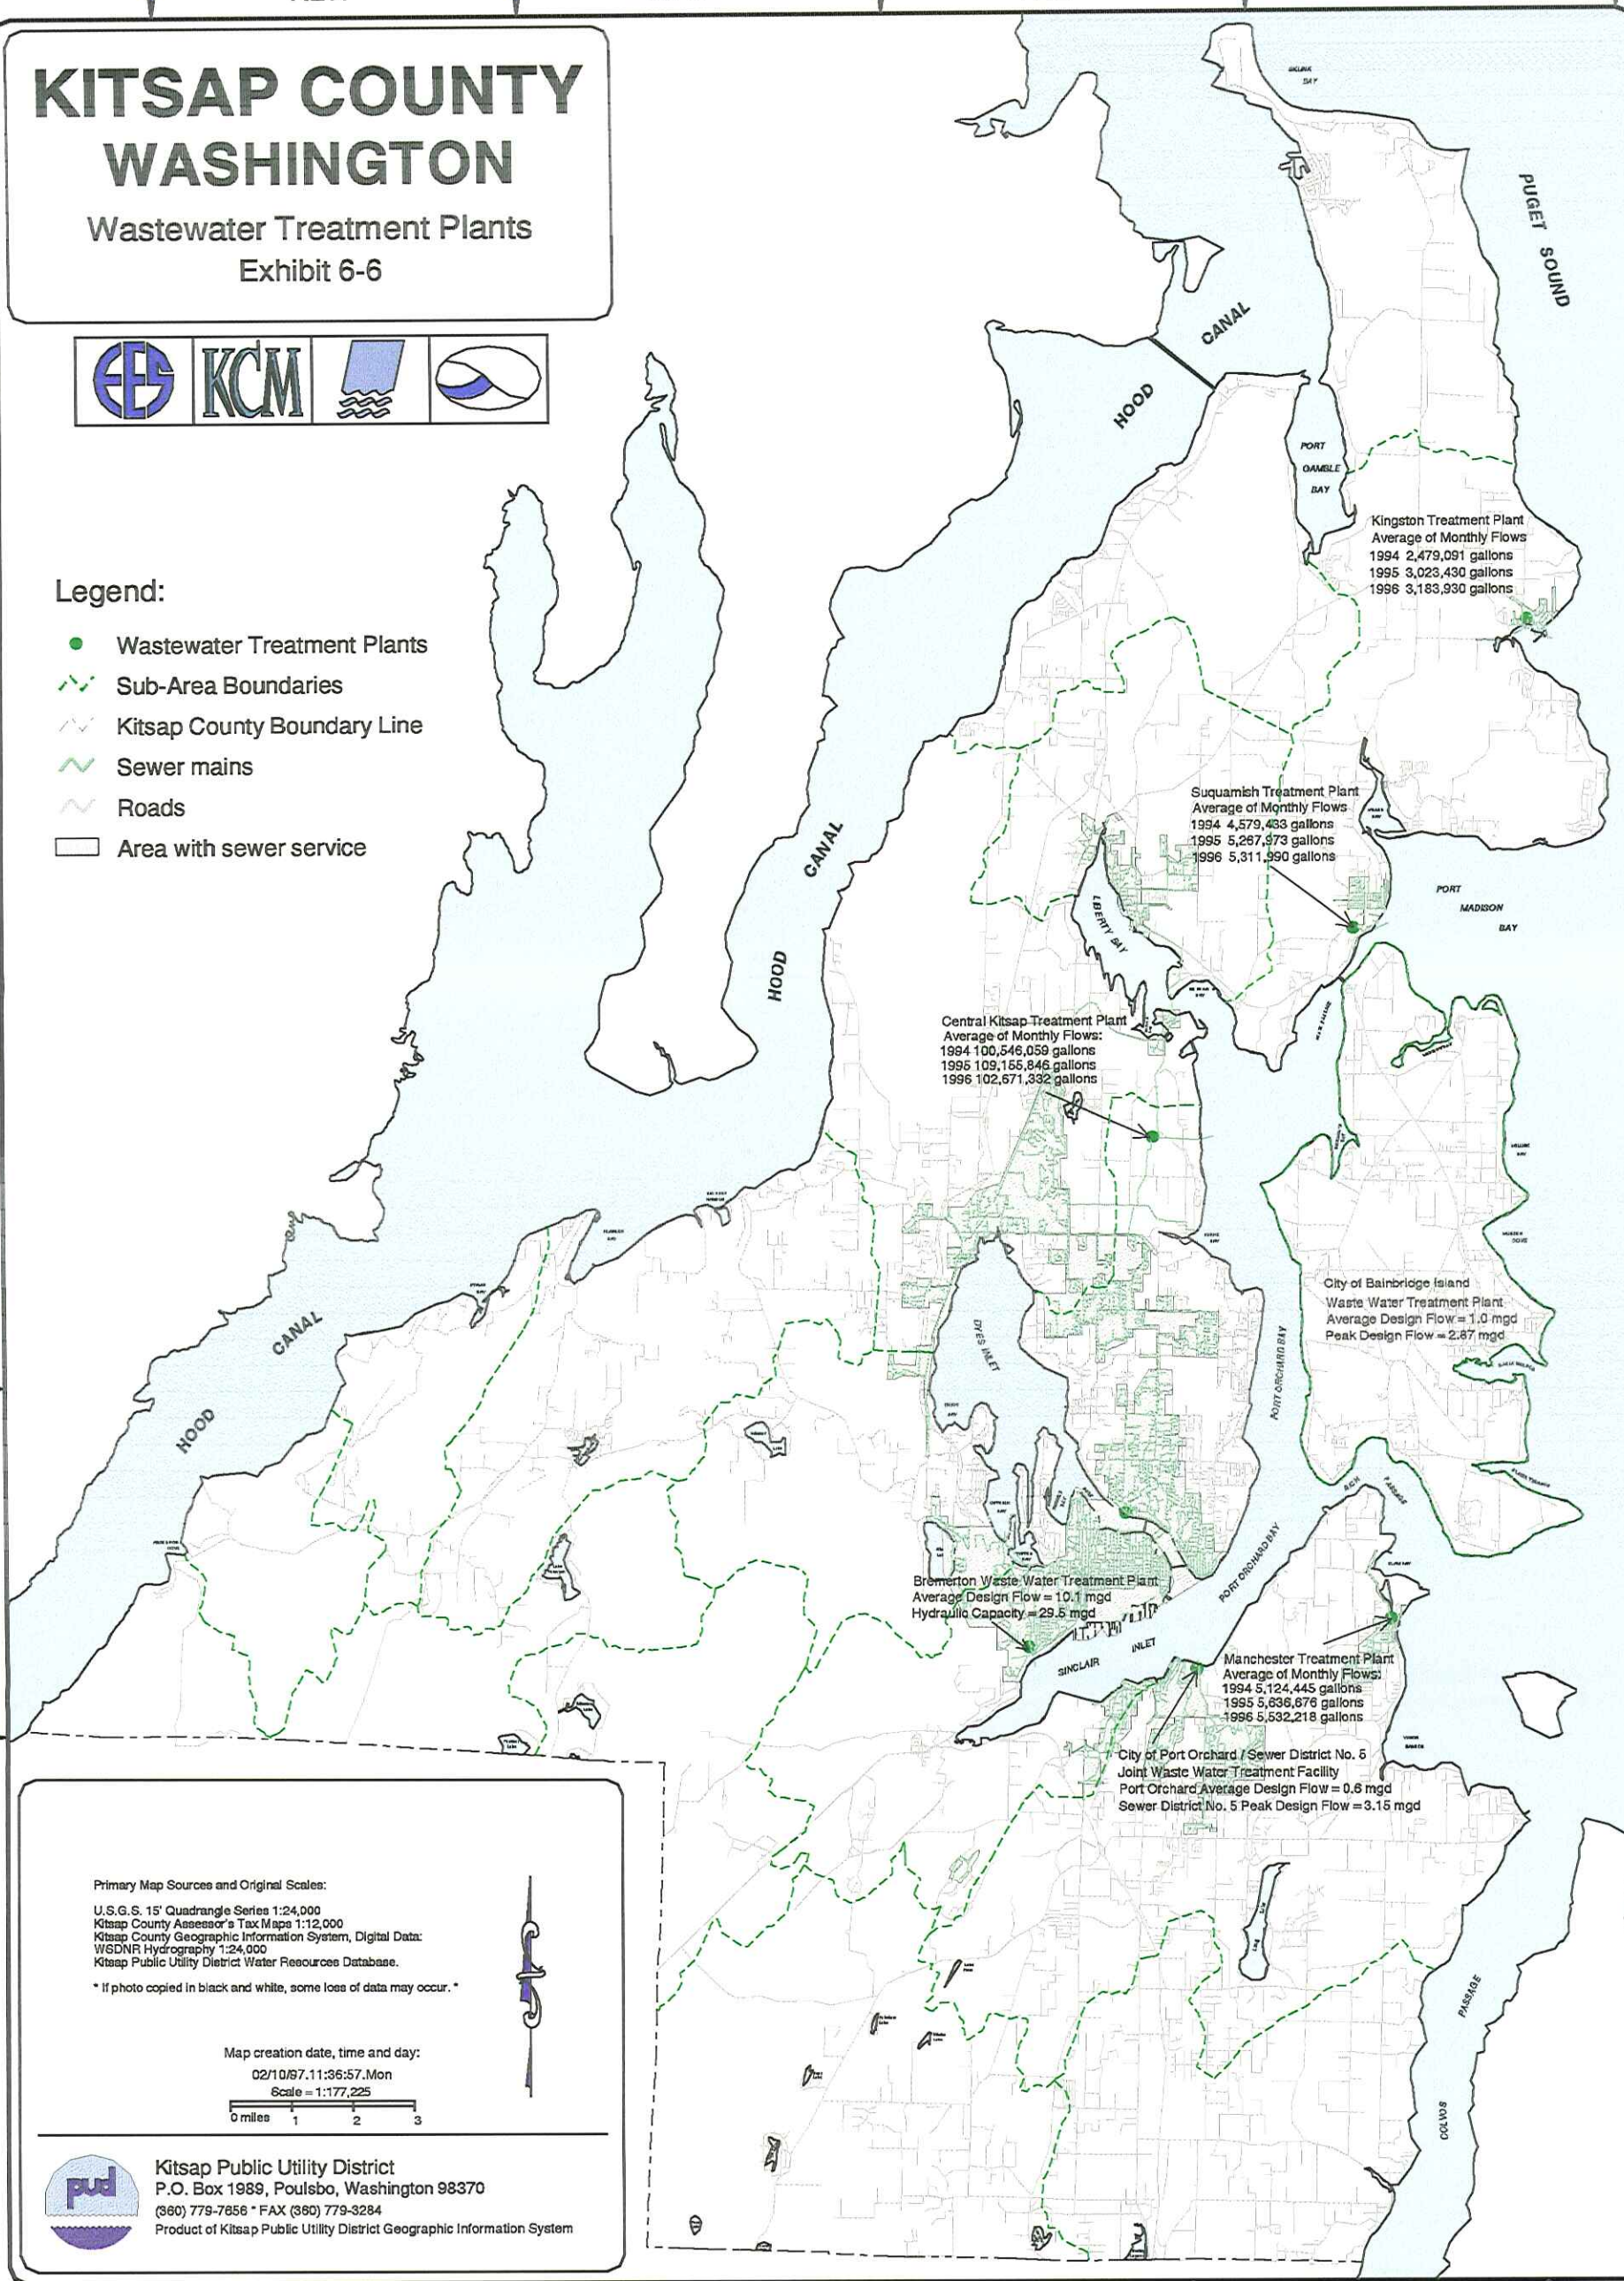 KITSAP COUNTY
WASHINGTON
Wastewater Treatment Plants
Exhibit 6-6
EES
KCM
Legend:
Wastewater Treatment Plants
Sub-Area Boundaries
Kitsap County Boundary Line
Sewer mains
Roads
Area with sewer service
PUGET SOUND
HOOD CANAL
PORT
GAMBLE
BAY
Kingston Treatment Plant
Average of Monthly Flows
1994 2,479,091 gallons
1995 3,023,430 gallons
1996 3,183,930 gallons
HOOD CANAL
Suquamish Treatment Plant
Average of Monthly Flows
1994 4,579,433 gallons
1995 5,267,973 gallons
1996 5,311,990 gallons
LIBERTY BAY
PORT
MADISON
BAY
Central Kitsap Treatment Plant
Average of Monthly Flows:
1994 100,546,059 gallons
1995 109,155,846 gallons
1996 102,671,332 gallons
City of Bainbridge Island
Waste Water Treatment Plant
Average Design Flow = 1.0 mgd
Peak Design Flow = 2.87 mgd
HOOD CANAL
DYES INLET
PORT ORCHARD BAY
RICH PASSAGE
PORT ORCHARD BAY
Bremerton Waste Water Treatment Plant
Average Design Flow = 10.1 mgd
Hydraulic Capacity = 29.5 mgd
SINCLAIR INLET
Manchester Treatment Plant
Average of Monthly Flows:
1994 5,124,445 gallons
1995 5,636,676 gallons
1996 5,532,218 gallons
City of Port Orchard / Sewer District No. 5
Joint Waste Water Treatment Facility
Port Orchard Average Design Flow = 0.6 mgd
Sewer District No. 5 Peak Design Flow = 3.15 mgd
COLVOS PASSAGE
Primary Map Sources and Original Scales:
U.S.G.S. 15' Quadrangle Series 1:24,000
Kitsap County Assessor's Tax Maps 1:12,000
Kitsap County Geographic Information System, Digital Data:
WSDNR Hydrography 1:24,000
Kitsap Public Utility District Water Resources Database.
* If photo copied in black and white, some loss of data may occur. *
Map creation date, time and day:
02/10/97.11:36:57.Mon
Scale = 1:177,225
0 miles 1 2 3
pud
Kitsap Public Utility District
P.O. Box 1989, Poulsbo, Washington 98370
(360) 779-7656 * FAX (360) 779-3284
Product of Kitsap Public Utility District Geographic Information System